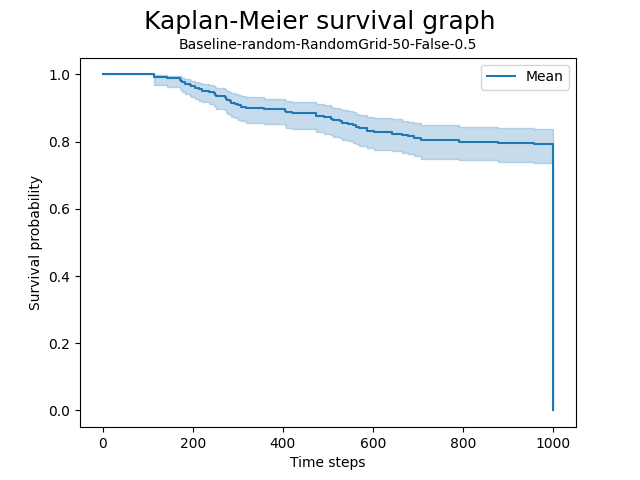 Kaplan-Meier survival graph
Baseline-random-RandomGrid-50-False-0.5
Mean
1.0
0.8
0.6
0.4
0.2
0.0
Survival probability
0 200 400 600 800 1000
Time steps